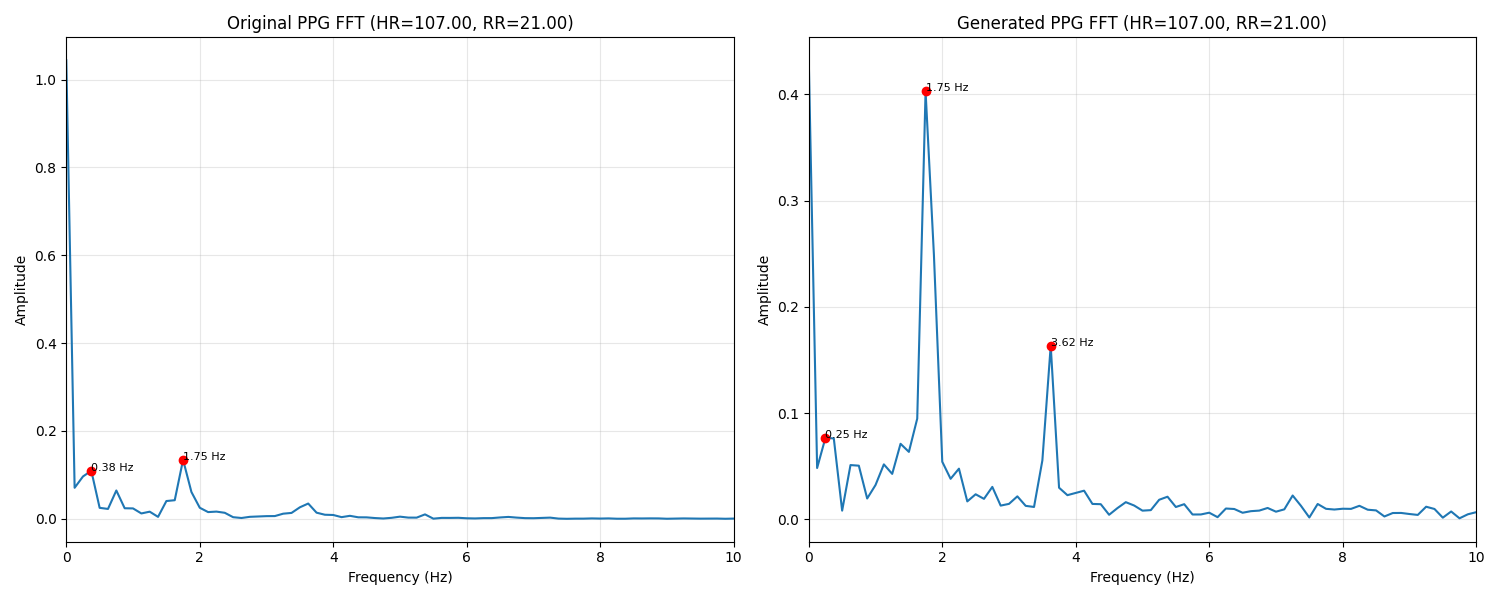 Original PPG FFT (HR=107.00, RR=21.00)
1.0
0.8
0.6
0.4
0.2
0.0
Amplitude
0.38 Hz
1.75 Hz
0
2
4
6
8
10
Frequency (Hz)
Generated PPG FFT (HR=107.00, RR=21.00)
0.4
0.3
0.2
0.1
0.0
Amplitude
1.75 Hz
3.62 Hz
0.25 Hz
0
2
4
6
8
10
Frequency (Hz)